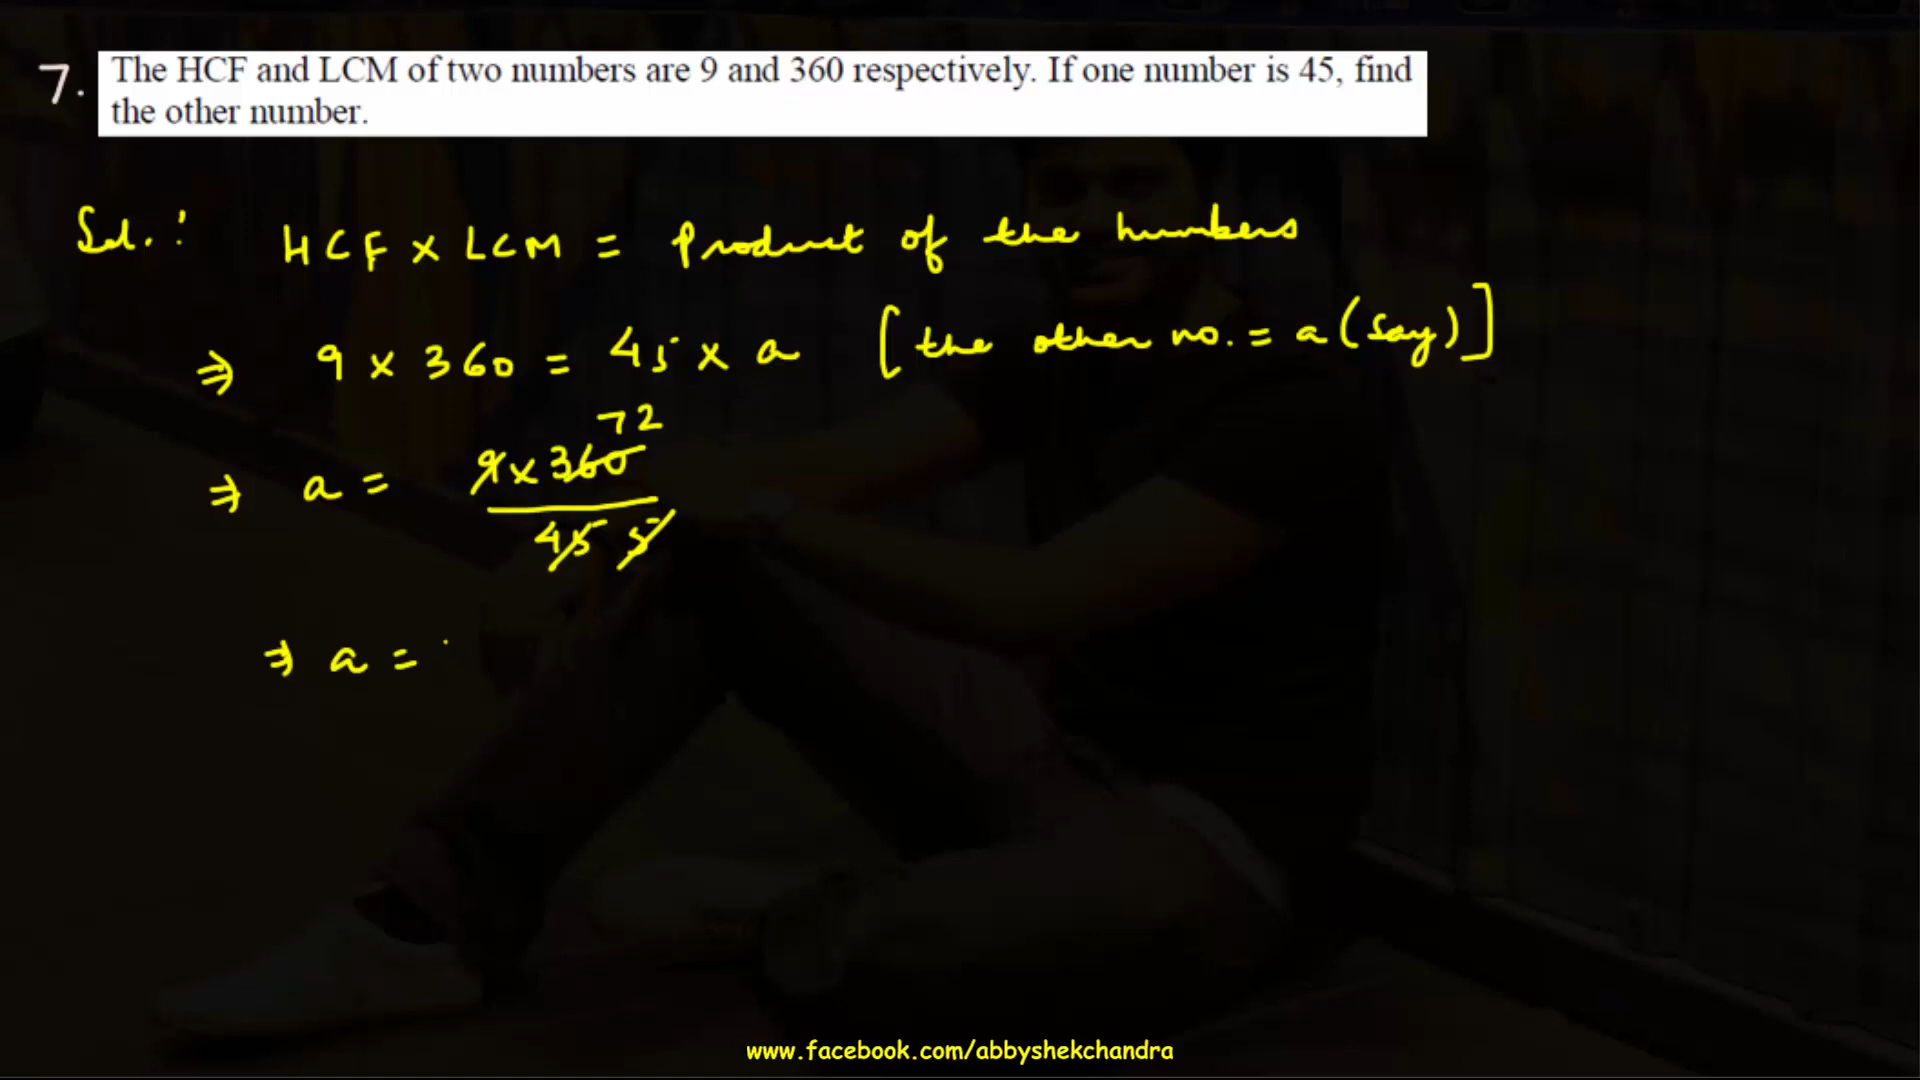 7. The HCF and LCM of two numbers are 9 and 360 respectively. If one number is 45, find
the other number.
Sol. : HCF x LCM = Product of the numbers
⇒ 9 x 360 = 45 x a [the other no. = a (say)]
72
⇒ a = 9 x 360
45 5
⇒ a =
www.facebook.com/abbyshekchandra